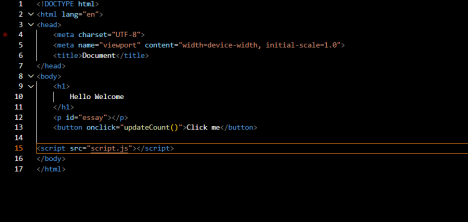 1 <!DOCTYPE html>
2 <html lang="en">
3 <head>
4     <meta charset="UTF-8">
5     <meta name="viewport" content="width=device-width, initial-scale=1.0">
6     <title>Document</title>
7 </head>
8 <body>
9     <h1>
10         Hello Welcome
11     </h1>
12     <p id="essay"></p>
13     <button onclick="updateCount()">Click me</button>
14
15 <script src="script.js"></script>
16 </body>
17 </html>